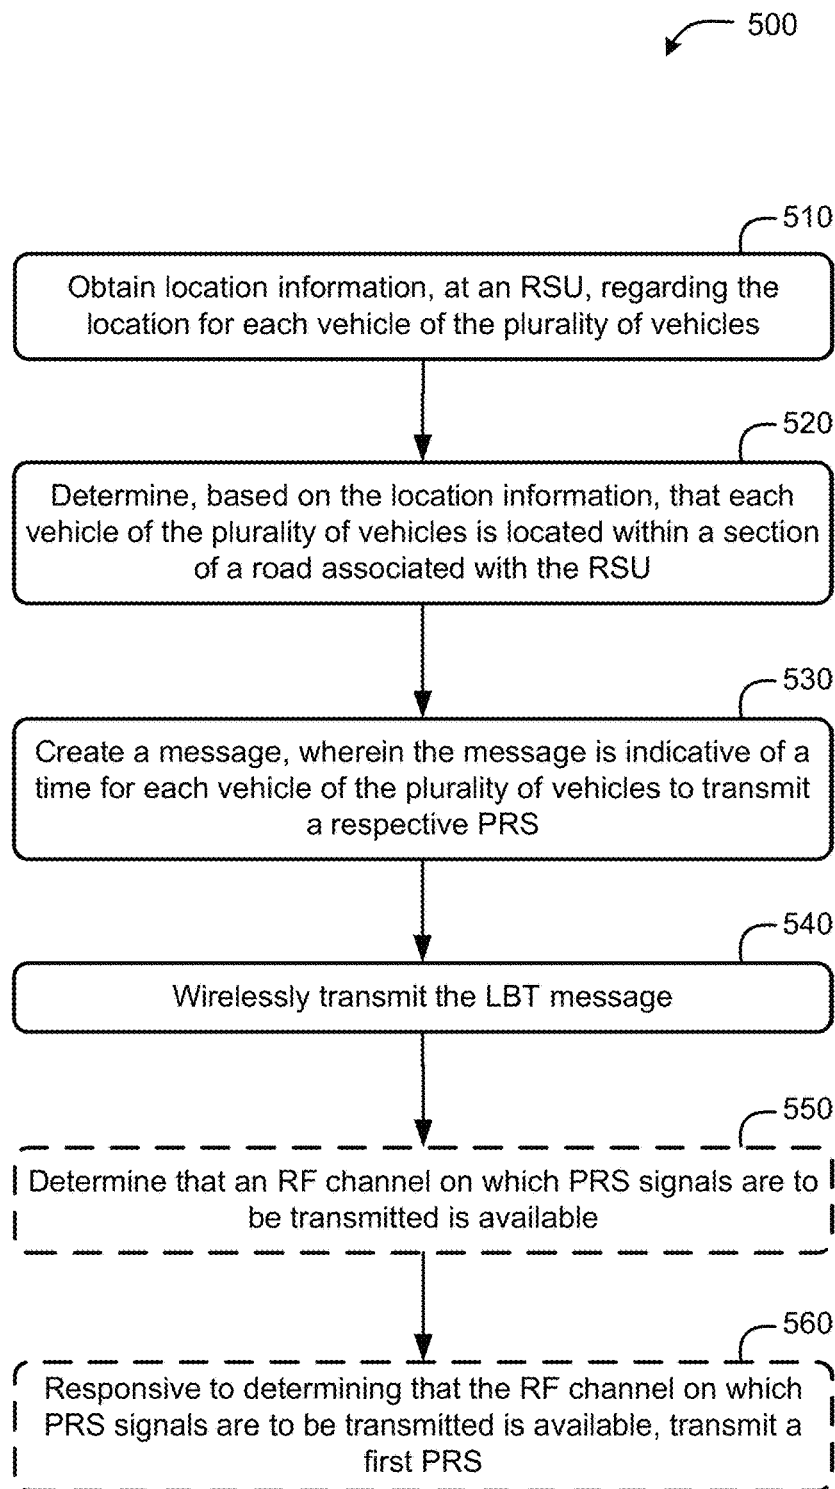 500
510
Obtain location information, at an RSU, regarding the
location for each vehicle of the plurality of vehicles
520
Determine, based on the location information, that each
vehicle of the plurality of vehicles is located within a section
of a road associated with the RSU
530
Create a message, wherein the message is indicative of a
time for each vehicle of the plurality of vehicles to transmit
a respective PRS
540
Wirelessly transmit the LBT message
550
Determine that an RF channel on which PRS signals are to
be transmitted is available
560
Responsive to determining that the RF channel on which
PRS signals are to be transmitted is available, transmit a
first PRS